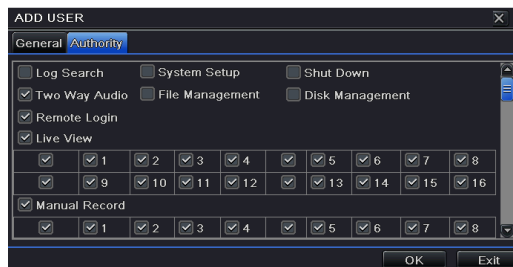 ADD USER
General Authority
Log Search System Setup Shut Down
Two Way Audio File Management Disk Management
Remote Login
Live View
1 2 3 4 5 6 7 8
9 10 11 12 13 14 15 16
Manual Record
1 2 3 4 5 6 7 8
OK Exit